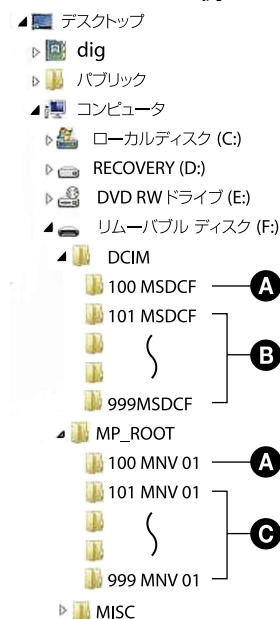 デスクトップ
dig
パブリック
コンピュータ
ローカルディスク (C:)
RECOVERY (D:)
DVD RW ドライブ (E:)
リムーバブル ディスク (F:)
DCIM
100 MSDCF A
101 MSDCF
B
999MSDCF
MP_ROOT
100 MNV 01 A
101 MNV 01
C
999 MNV 01
MISC